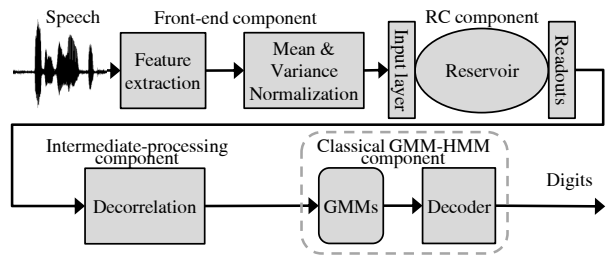 Speech
Front-end component
RC component
Feature
extraction
Mean &
Variance
Normalization
Input layer
Reservoir
Readouts
Intermediate-processing
component
Classical GMM-HMM
component
Decorrelation
GMMs
Decoder
Digits